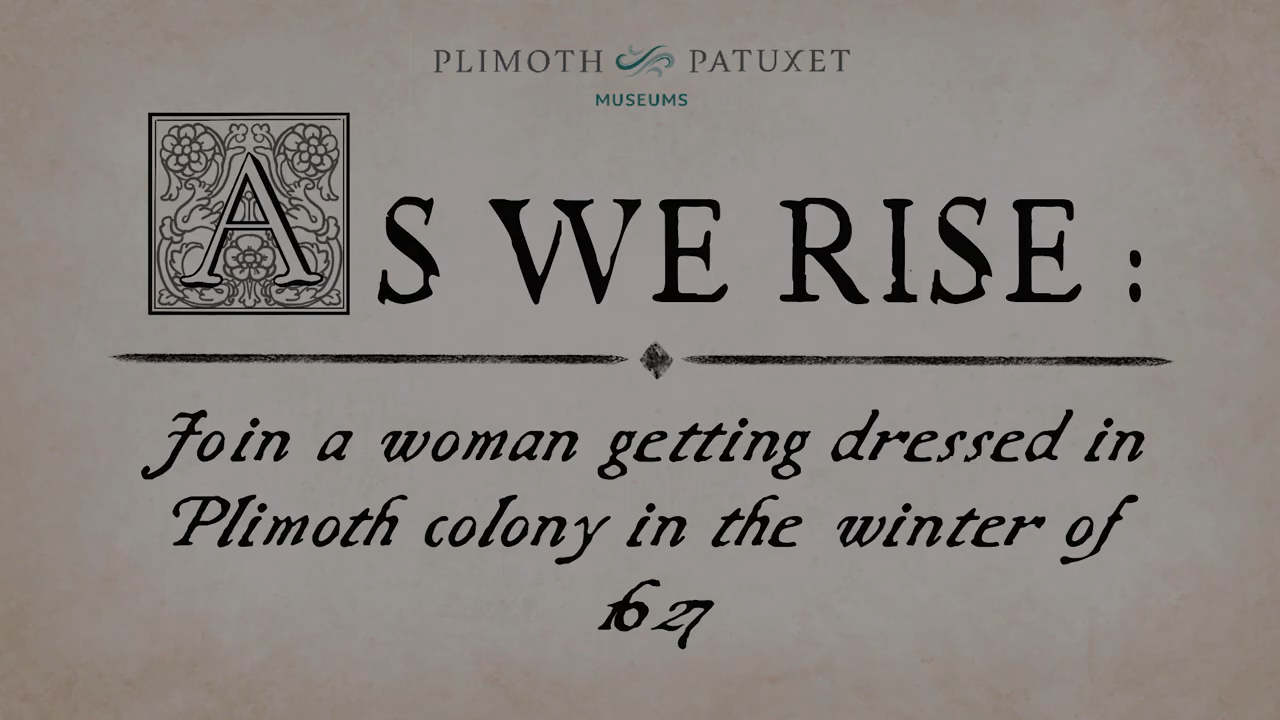 PLIMOTH PATUXET
MUSEUMS
AS WE RISE :
Join a woman getting dressed in
Plimoth colony in the winter of
1627